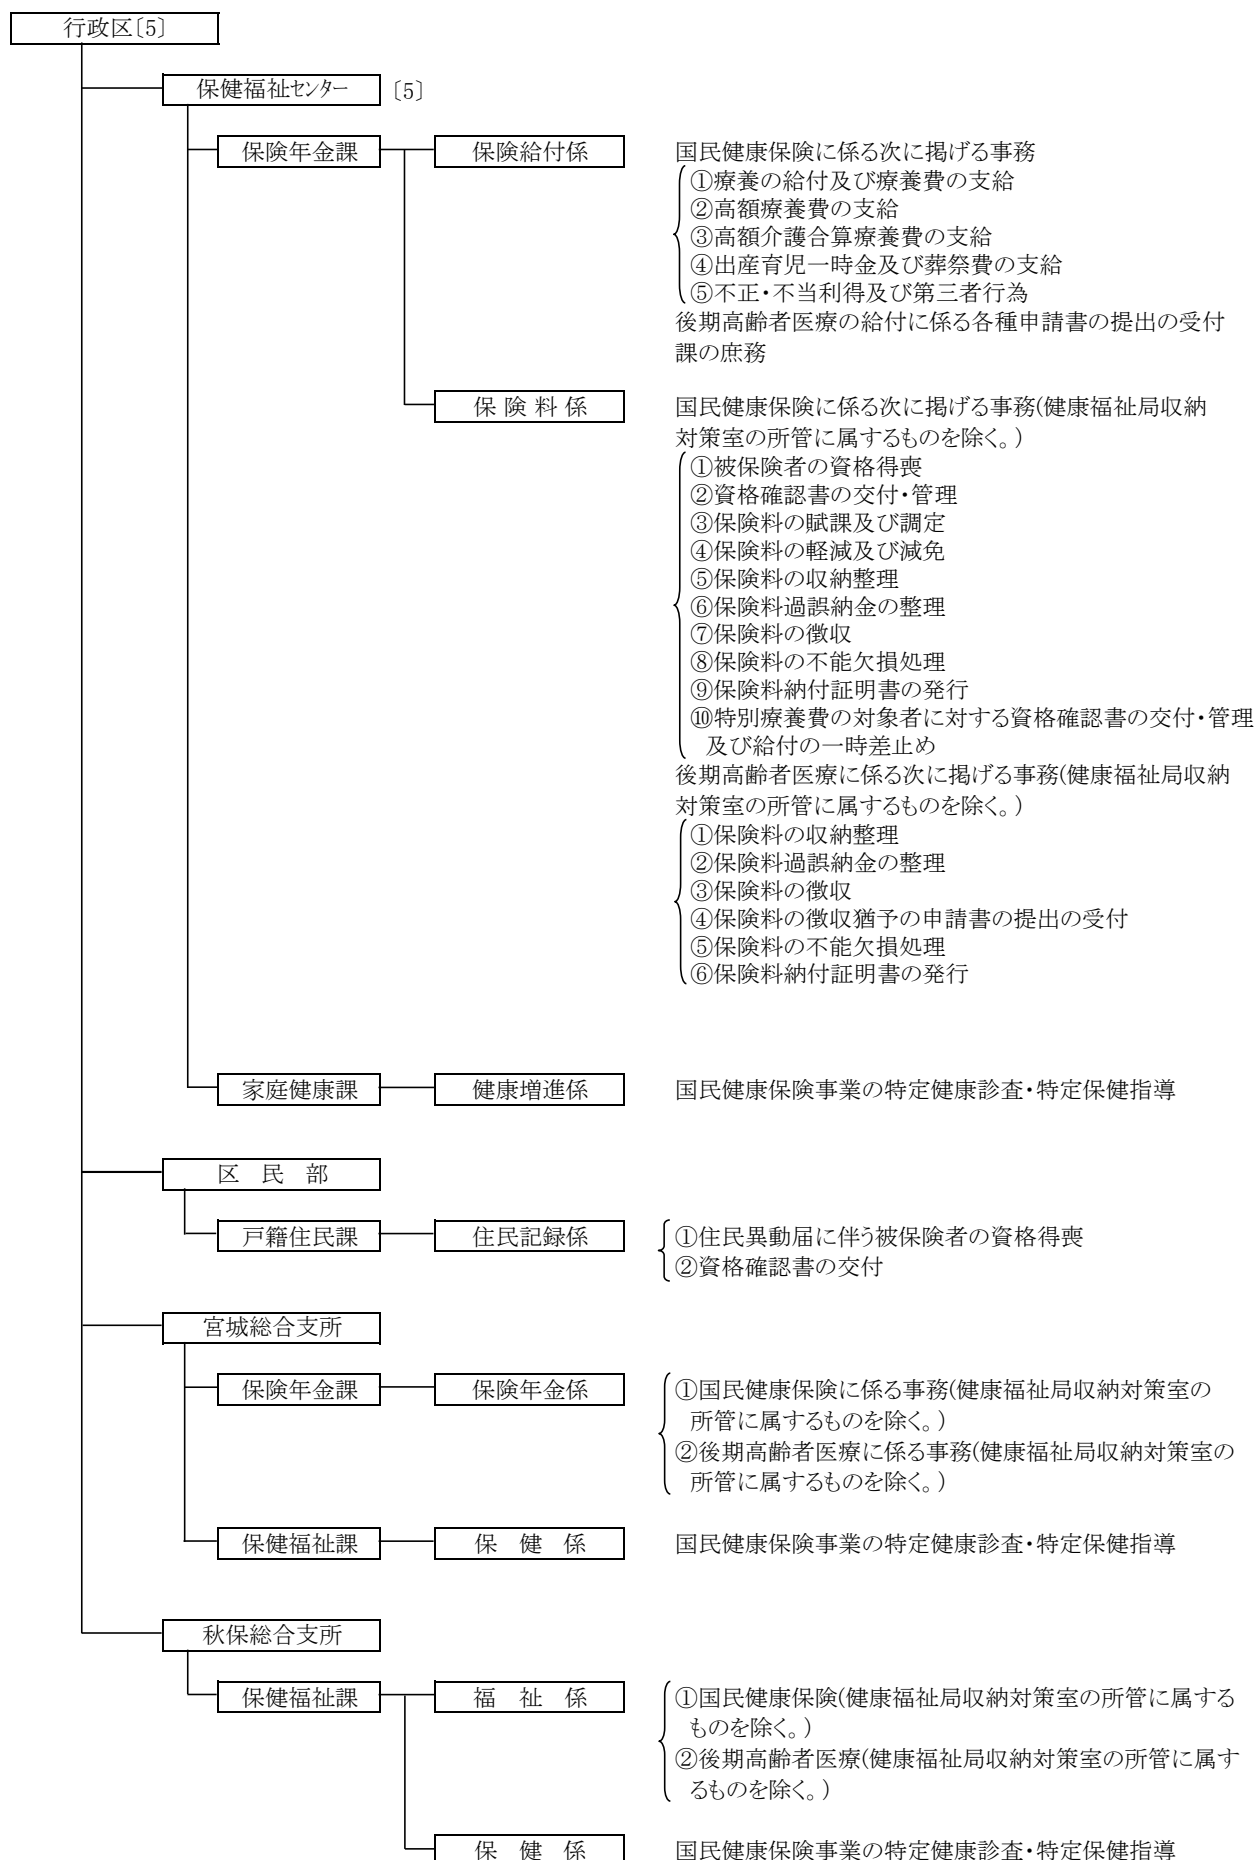 行政区〔5〕
保健福祉センター 〔5〕
保険年金課 保険給付係 国民健康保険に係る次に掲げる事務
①療養の給付及び療養費の支給
②高額療養費の支給
③高額介護合算療養費の支給
④出産育児一時金及び葬祭費の支給
⑤不正・不当利得及び第三者行為
後期高齢者医療の給付に係る各種申請書の提出の受付
課の庶務
保険料係 国民健康保険に係る次に掲げる事務(健康福祉局収納
対策室の所管に属するものを除く。)
①被保険者の資格得喪
②資格確認書の交付・管理
③保険料の賦課及び調定
④保険料の軽減及び減免
⑤保険料の収納整理
⑥保険料過誤納金の整理
⑦保険料の徴収
⑧保険料の不能欠損処理
⑨保険料納付証明書の発行
⑩特別療養費の対象者に対する資格確認書の交付・管理
及び給付の一時差止め
後期高齢者医療に係る次に掲げる事務(健康福祉局収納
対策室の所管に属するものを除く。)
①保険料の収納整理
②保険料過誤納金の整理
③保険料の徴収
④保険料の徴収猶予の申請書の提出の受付
⑤保険料の不能欠損処理
⑥保険料納付証明書の発行
家庭健康課 健康増進係 国民健康保険事業の特定健康診査・特定保健指導
区民部
戸籍住民課 住民記録係 ①住民異動届に伴う被保険者の資格得喪
②資格確認書の交付
宮城総合支所
保険年金課 保険年金係 ①国民健康保険に係る事務(健康福祉局収納対策室の
所管に属するものを除く。)
②後期高齢者医療に係る事務(健康福祉局収納対策室の
所管に属するものを除く。)
保健福祉課 保健係 国民健康保険事業の特定健康診査・特定保健指導
秋保総合支所
保健福祉課 福祉係 ①国民健康保険(健康福祉局収納対策室の所管に属する
ものを除く。)
②後期高齢者医療(健康福祉局収納対策室の所管に属す
るものを除く。)
保健係 国民健康保険事業の特定健康診査・特定保健指導